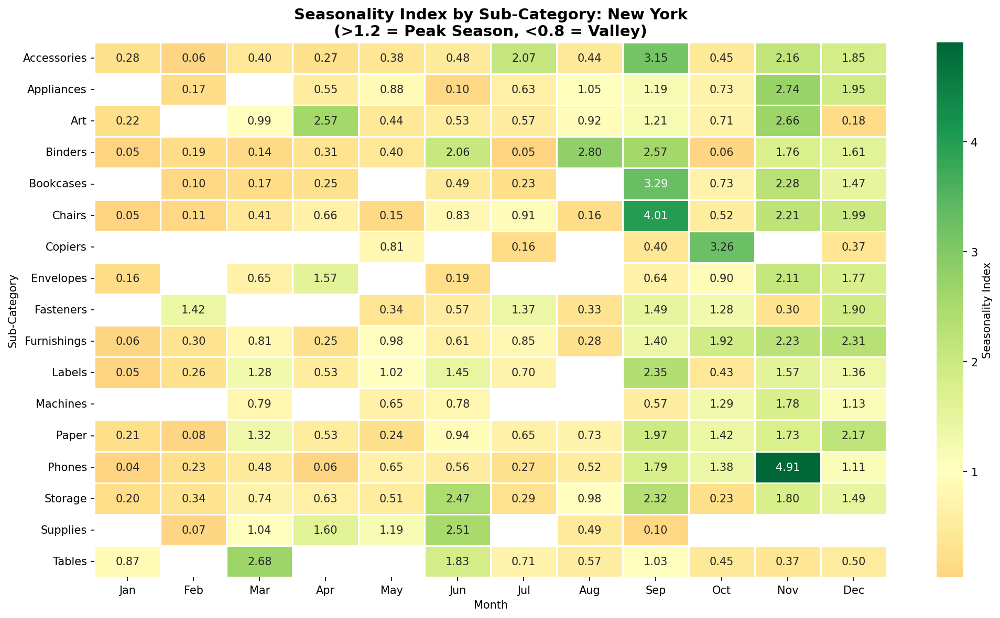 Seasonality Index by Sub-Category: New York
(>1.2 = Peak Season, <0.8 = Valley)
Accessories 0.28 0.06 0.40 0.27 0.38 0.48 2.07 0.44 3.15 0.45 2.16 1.85
Appliances 0.17 0.55 0.88 0.10 0.63 1.05 1.19 0.73 2.74 1.95
Art 0.22 0.99 2.57 0.44 0.53 0.57 0.92 1.21 0.71 2.66 0.18
Binders 0.05 0.19 0.14 0.31 0.40 2.06 0.05 2.80 2.57 0.06 1.76 1.61
Bookcases 0.10 0.17 0.25 0.49 0.23 3.29 0.73 2.28 1.47
Chairs 0.05 0.11 0.41 0.66 0.15 0.83 0.91 0.16 4.01 0.52 2.21 1.99
Copiers 0.81 0.16 0.40 3.26 0.37
Envelopes 0.16 0.65 1.57 0.19 0.64 0.90 2.11 1.77
Fasteners 1.42 0.34 0.57 1.37 0.33 1.49 1.28 0.30 1.90
Furnishings 0.06 0.30 0.81 0.25 0.98 0.61 0.85 0.28 1.40 1.92 2.23 2.31
Labels 0.05 0.26 1.28 0.53 1.02 1.45 0.70 2.35 0.43 1.57 1.36
Machines 0.79 0.65 0.78 0.57 1.29 1.78 1.13
Paper 0.21 0.08 1.32 0.53 0.24 0.94 0.65 0.73 1.97 1.42 1.73 2.17
Phones 0.04 0.23 0.48 0.06 0.65 0.56 0.27 0.52 1.79 1.38 4.91 1.11
Storage 0.20 0.34 0.74 0.63 0.51 2.47 0.29 0.98 2.32 0.23 1.80 1.49
Supplies 0.07 1.04 1.60 1.19 2.51 0.49 0.10
Tables 0.87 2.68 1.83 0.71 0.57 1.03 0.45 0.37 0.50
Jan Feb Mar Apr May Jun Jul Aug Sep Oct Nov Dec
Month
Sub-Category
4
3
2
1
Seasonality Index